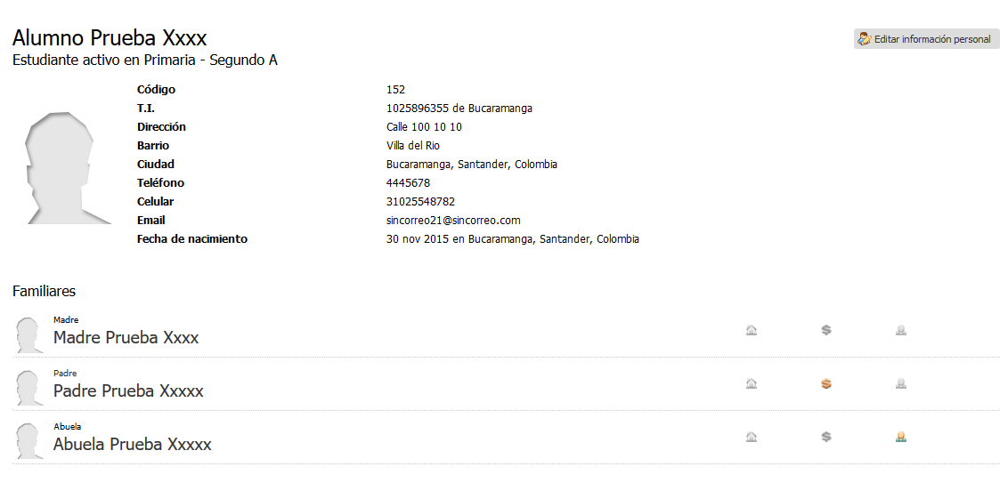 Alumno Prueba Xxxx
Editar información personal
Estudiante activo en Primaria - Segundo A
Código 152
T.I. 1025896355 de Bucaramanga
Dirección Calle 100 10 10
Barrio Villa del Rio
Ciudad Bucaramanga, Santander, Colombia
Teléfono 4445678
Celular 31025548782
Email sincorreo21@sincorreo.com
Fecha de nacimiento 30 nov 2015 en Bucaramanga, Santander, Colombia
Familiares
Madre
Madre Prueba Xxxx
Padre
Padre Prueba Xxxxx
Abuela
Abuela Prueba Xxxxx